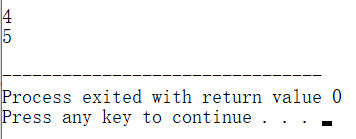 4
5
--------------------------------
Process exited with return value 0
Press any key to continue . . .